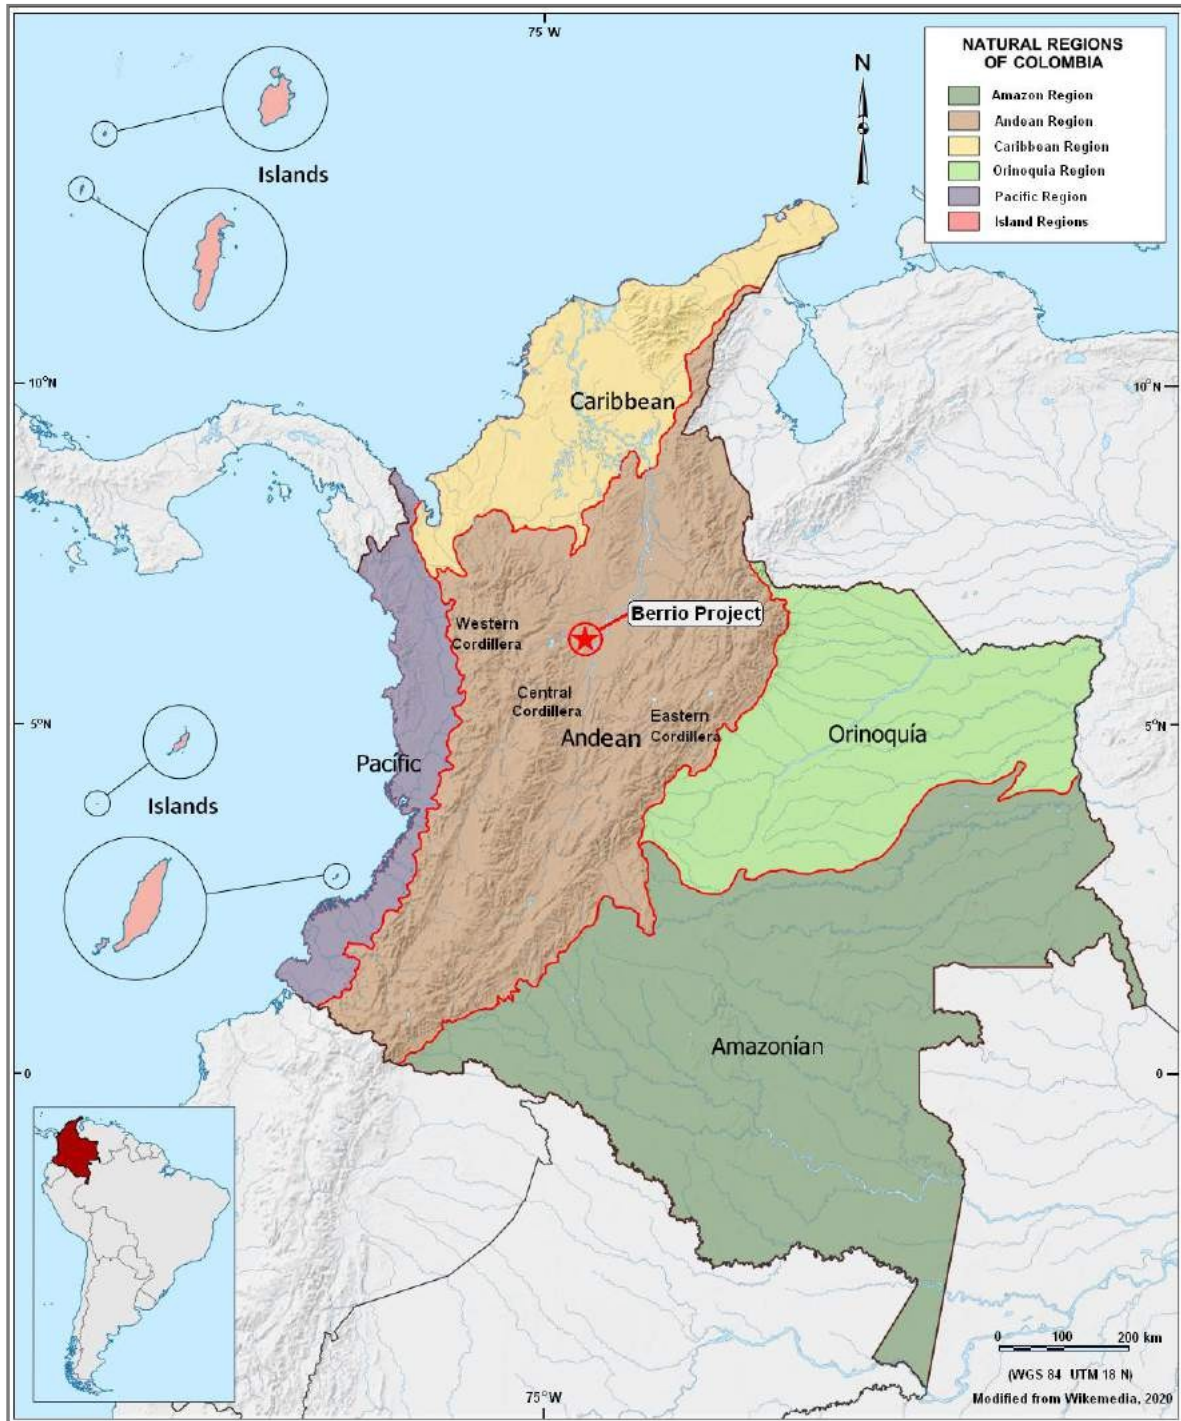 75 W
NATURAL REGIONS
OF COLOMBIA
Amazon Region
Andean Region
Caribbean Region
Orinoquia Region
Pacific Region
Island Regions
N
Islands
10°N
10°N
Caribbean
Berrio Project
Western
Cordillera
Central
Cordillera
Eastern
Cordillera
Andean
5°N
5°N
Orinoquía
Pacífic
Islands
Amazonían
0
0
0 100 200 km
(WGS 84 UTM 18 N)
Modified from Wikemedia, 2020
75°W